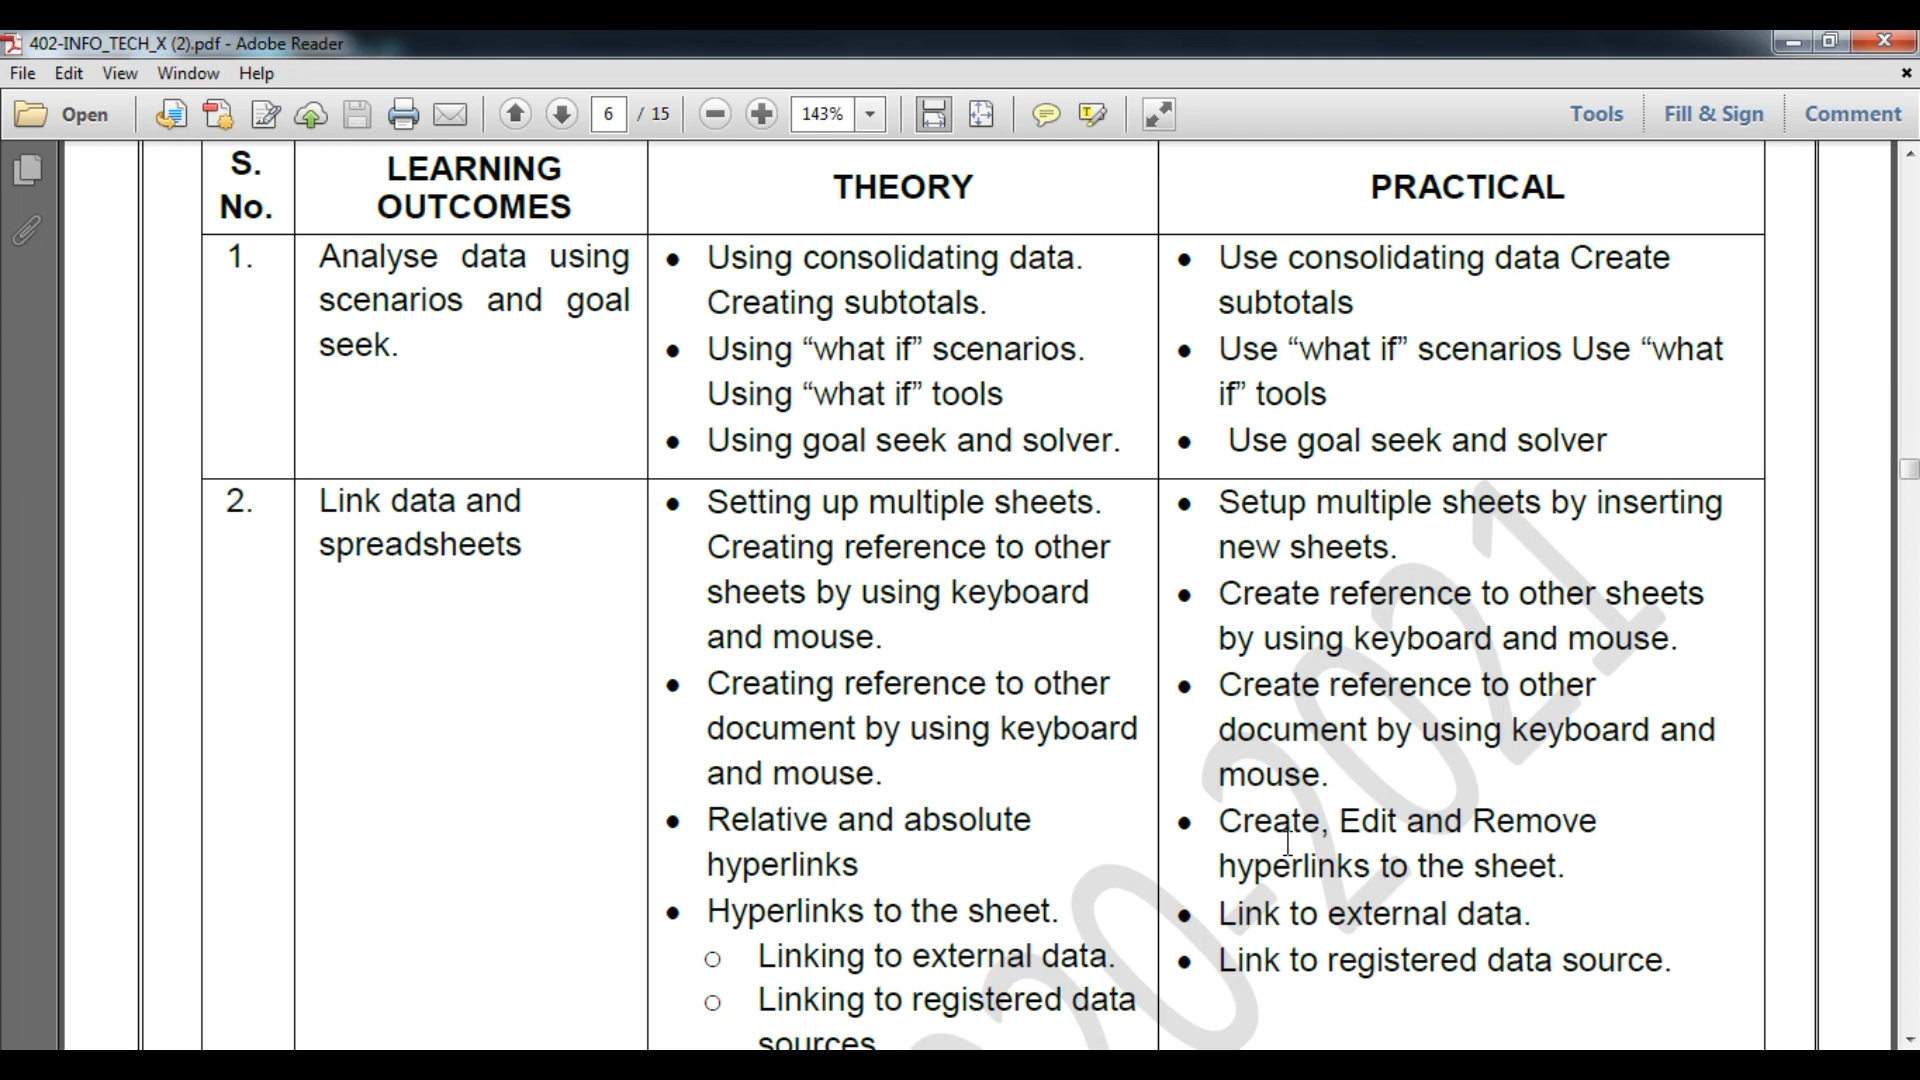 402-INFO_TECH_X (2).pdf - Adobe Reader
File Edit View Window Help
Open 6 / 15 143% Tools Fill & Sign Comment
S. No. LEARNING OUTCOMES THEORY PRACTICAL
1.
Analyse data using
scenarios and goal
seek.
• Using consolidating data.
Creating subtotals.
• Using “what if” scenarios.
Using “what if” tools
• Using goal seek and solver.
• Use consolidating data Create
subtotals
• Use “what if” scenarios Use “what
if” tools
• Use goal seek and solver
2.
Link data and
spreadsheets
• Setting up multiple sheets.
Creating reference to other
sheets by using keyboard
and mouse.
• Creating reference to other
document by using keyboard
and mouse.
• Relative and absolute
hyperlinks
• Hyperlinks to the sheet.
o Linking to external data.
o Linking to registered data
sources
• Setup multiple sheets by inserting
new sheets.
• Create reference to other sheets
by using keyboard and mouse.
• Create reference to other
document by using keyboard and
mouse.
• Create, Edit and Remove
hyperlinks to the sheet.
• Link to external data.
• Link to registered data source.
20-2021